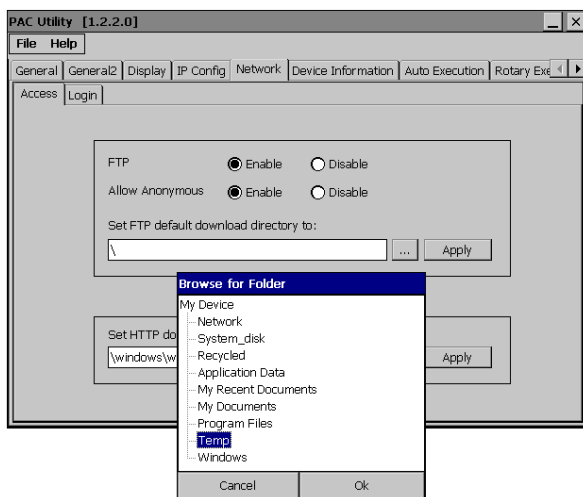 PAC Utility [1.2.2.0]
File Help
General General2 Display IP Config Network Device Information Auto Execution Rotary Exe
Access Login
FTP Enable Disable
Allow Anonymous Enable Disable
Set FTP default download directory to:
\ ... Apply
Browse for Folder
My Device
Network
System_disk
Recycled
Application Data
My Recent Documents
My Documents
Program Files
Temp
Windows
Cancel Ok
Set HTTP do
\windows\w Apply